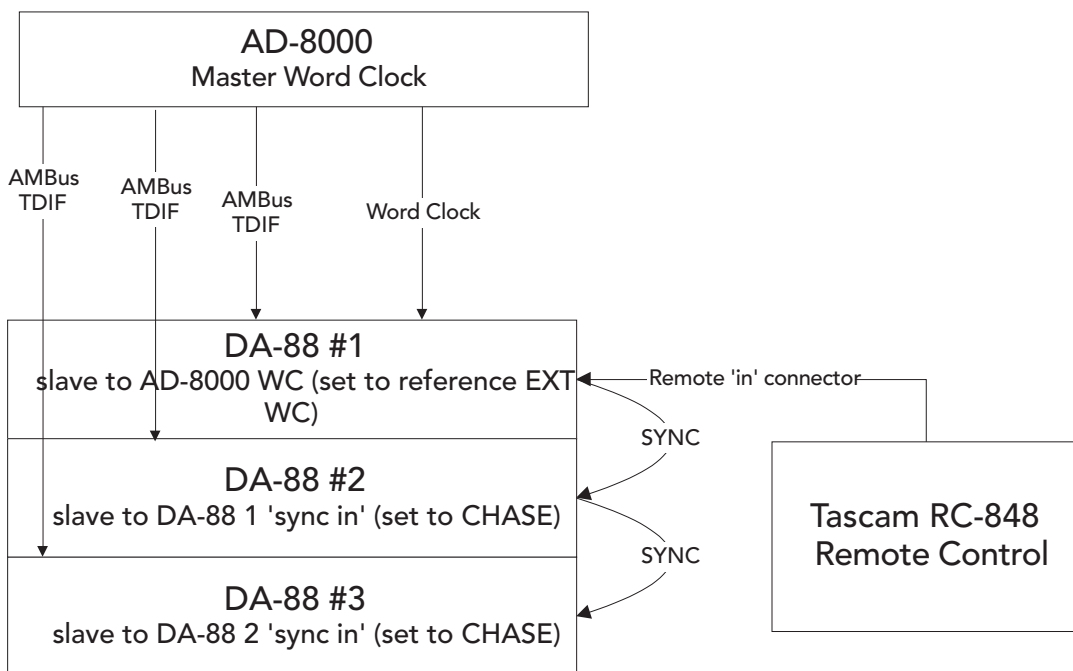 AD-8000
Master Word Clock
AMBus
TDIF
AMBus
TDIF
AMBus
TDIF
Word Clock
DA-88 #1
slave to AD-8000 WC (set to reference EXT
WC)
Remote 'in' connector
SYNC
DA-88 #2
slave to DA-88 1 'sync in' (set to CHASE)
SYNC
DA-88 #3
slave to DA-88 2 'sync in' (set to CHASE)
Tascam RC-848
Remote Control